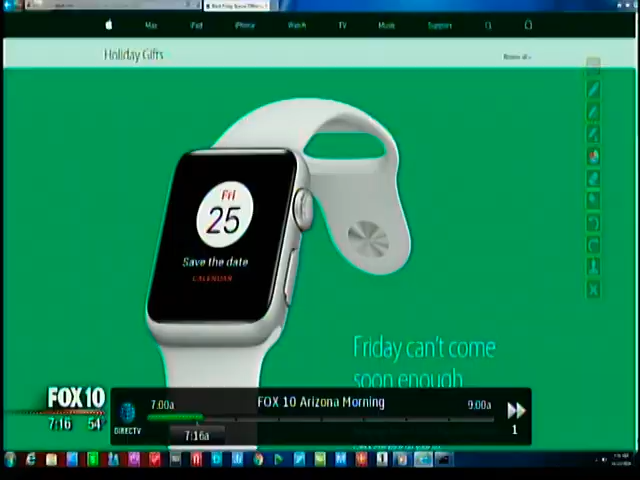 Mac iPad iPhone Watch TV Music Support
Holiday Gifts
Fri
25
Save the date
CALENDAR
Friday can't come
soon enough
FOX 10
7:16 54°
DIRECTV
7:00a FOX 10 Arizona Morning 9:00a
7:16a
1